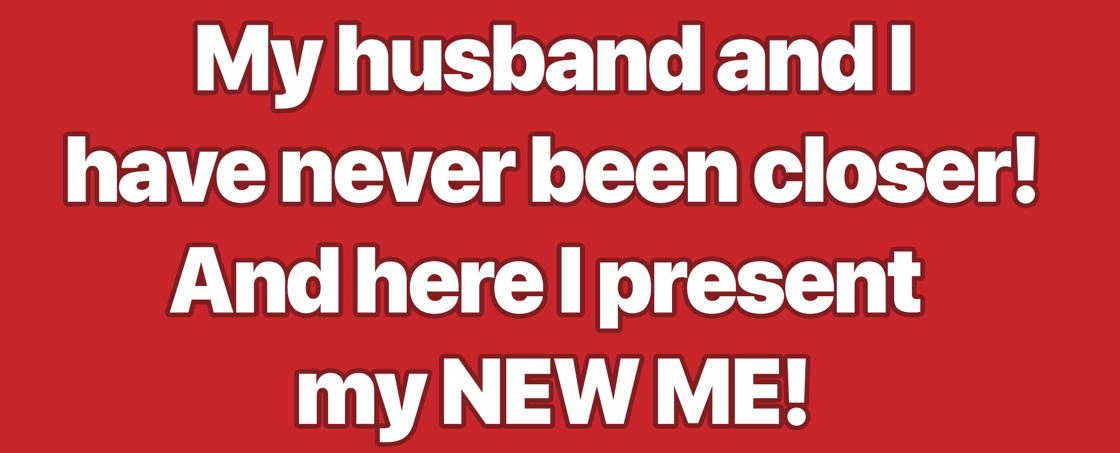 My husband and I
have never been closer!
And here I present
my NEW ME!